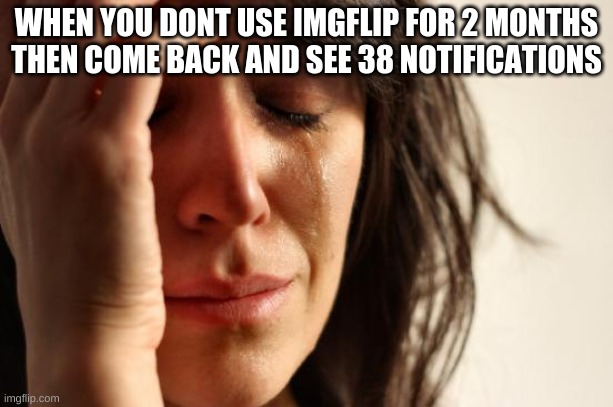 WHEN YOU DONT USE IMGFLIP FOR 2 MONTHS
THEN COME BACK AND SEE 38 NOTIFICATIONS
imgflip.com